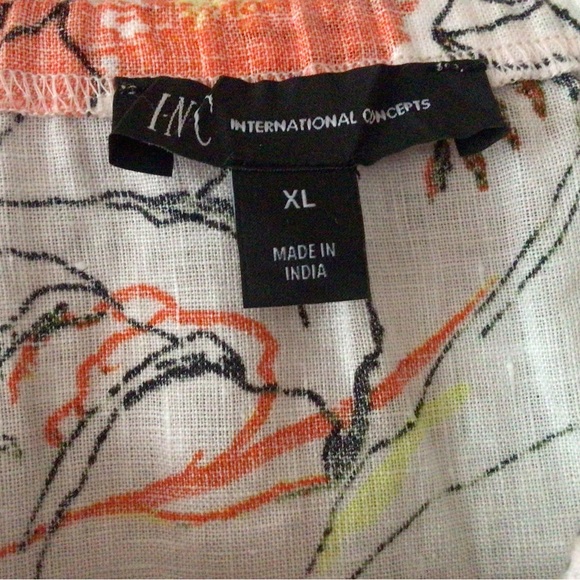 I·N·C INTERNATIONAL CONCEPTS
XL
MADE IN
INDIA